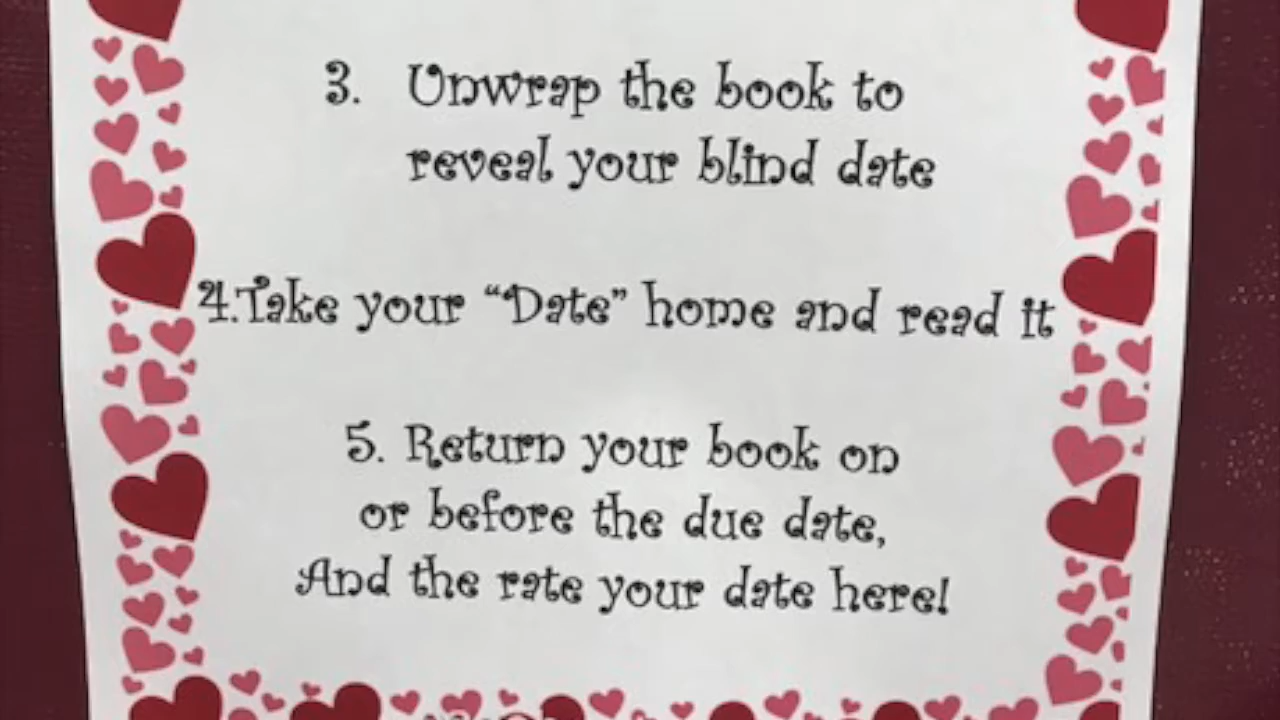 3. Unwrap the book to
reveal your blind date
4.Take your “Date” home and read it
5. Return your book on
or before the due date,
And the rate your date here!